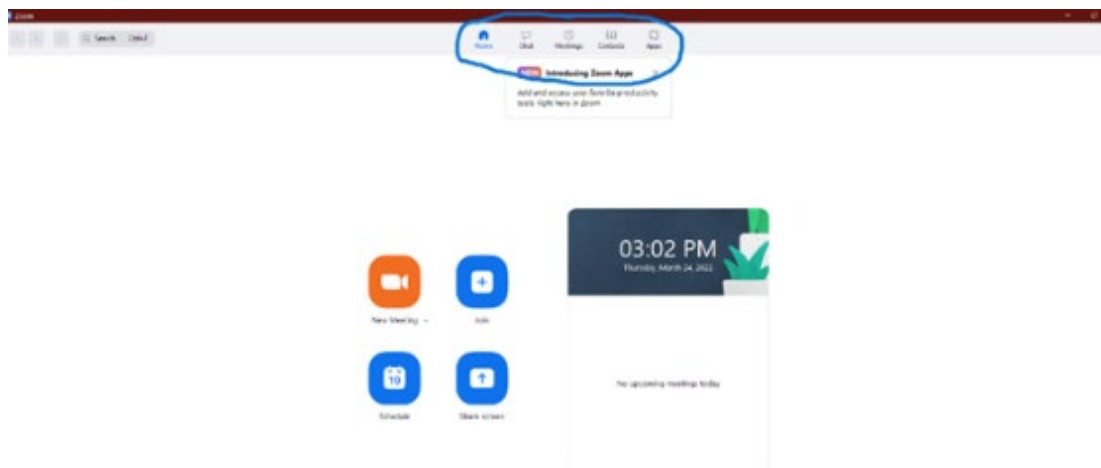 Zoom
Search Ctrl+F
Home Chat Meetings Contacts Apps
NEW Introducing Zoom Apps
Add and access your favorite productivity
tools right here in Zoom
03:02 PM
Thursday, March 24, 2022
New Meeting
Join
No upcoming meetings today
19
Schedule
Share screen